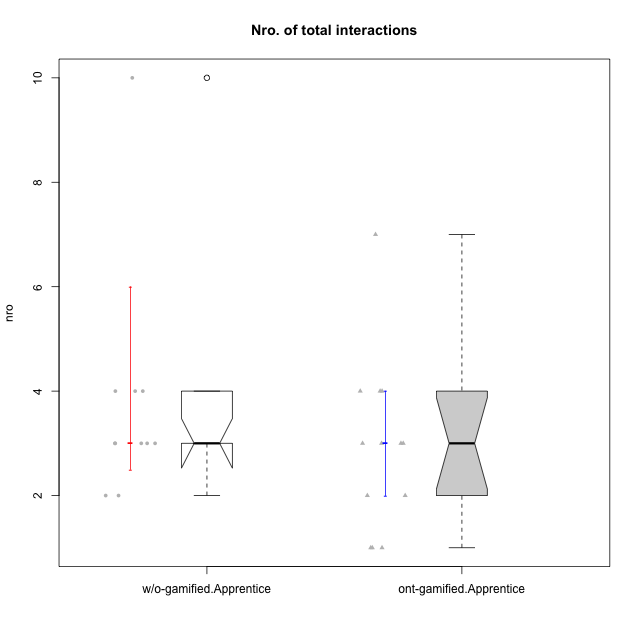 Nro. of total interactions
10
8
6
4
2
nro
w/o-gamified.Apprentice
ont-gamified.Apprentice